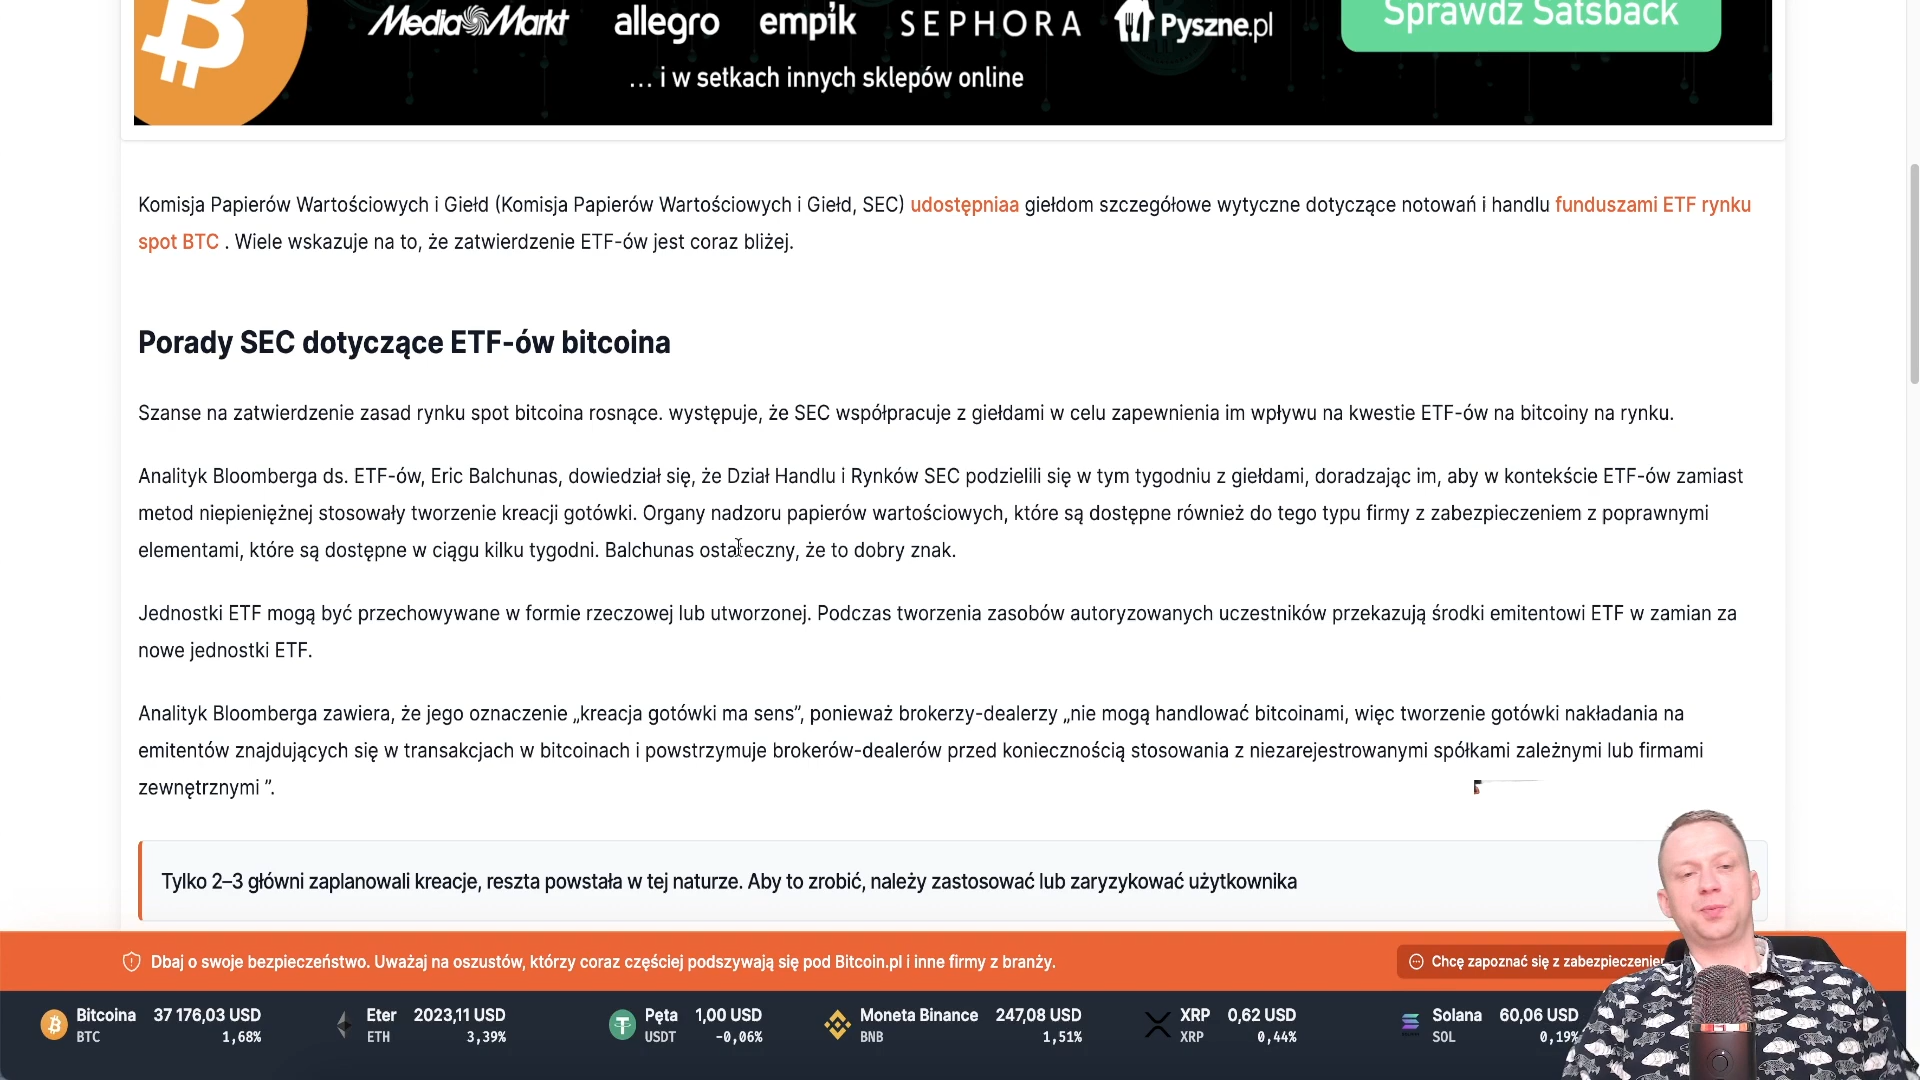 Media Markt allegro empik SEPHORA Pyszne.pl
Sprawdź Satsback
... i w setkach innych sklepów online
Komisja Papierów Wartościowych i Giełd (Komisja Papierów Wartościowych i Giełd, SEC) udostępniaa giełdom szczegółowe wytyczne dotyczące notowań i handlu funduszami ETF rynku
spot BTC . Wiele wskazuje na to, że zatwierdzenie ETF-ów jest coraz bliżej.
Porady SEC dotyczące ETF-ów bitcoina
Szanse na zatwierdzenie zasad rynku spot bitcoina rosnące. występuje, że SEC współpracuje z giełdami w celu zapewnienia im wpływu na kwestie ETF-ów na bitcoiny na rynku.
Analityk Bloomberga ds. ETF-ów, Eric Balchunas, dowiedział się, że Dział Handlu i Rynków SEC podzielili się w tym tygodniu z giełdami, doradzając im, aby w kontekście ETF-ów zamiast
metod niepieniężnej stosowały tworzenie kreacji gotówki. Organy nadzoru papierów wartościowych, które są dostępne również do tego typu firmy z zabezpieczeniem z poprawnymi
elementami, które są dostępne w ciągu kilku tygodni. Balchunas ostateczny, że to dobry znak.
Jednostki ETF mogą być przechowywane w formie rzeczowej lub utworzonej. Podczas tworzenia zasobów autoryzowanych uczestników przekazują środki emitentowi ETF w zamian za
nowe jednostki ETF.
Analityk Bloomberga zawiera, że jego oznaczenie „kreacja gotówki ma sens”, ponieważ brokerzy-dealerzy „nie mogą handlować bitcoinami, więc tworzenie gotówki nakładania na
emitentów znajdujących się w transakcjach w bitcoinach i powstrzymuje brokerów-dealerów przed koniecznością stosowania z niezarejestrowanymi spółkami zależnymi lub firmami
zewnętrznymi ”.
Tylko 2–3 główni zaplanowali kreacje, reszta powstała w tej naturze. Aby to zrobić, należy zastosować lub zaryzykować użytkownika
Dbaj o swoje bezpieczeństwo. Uważaj na oszustów, którzy coraz częściej podszywają się pod Bitcoin.pl i inne firmy z branży.
Chcę zapoznać się z
Bitcoina 37 176,03 USD Eter 2023,11 USD Pęta 1,00 USD Moneta Binance 247,08 USD XRP 0,62 USD Solana 60,06 USD
BTC 1,68% ETH 3,39% USDT -0,06% BNB 1,51% XRP 0,44% SOL 0,19%